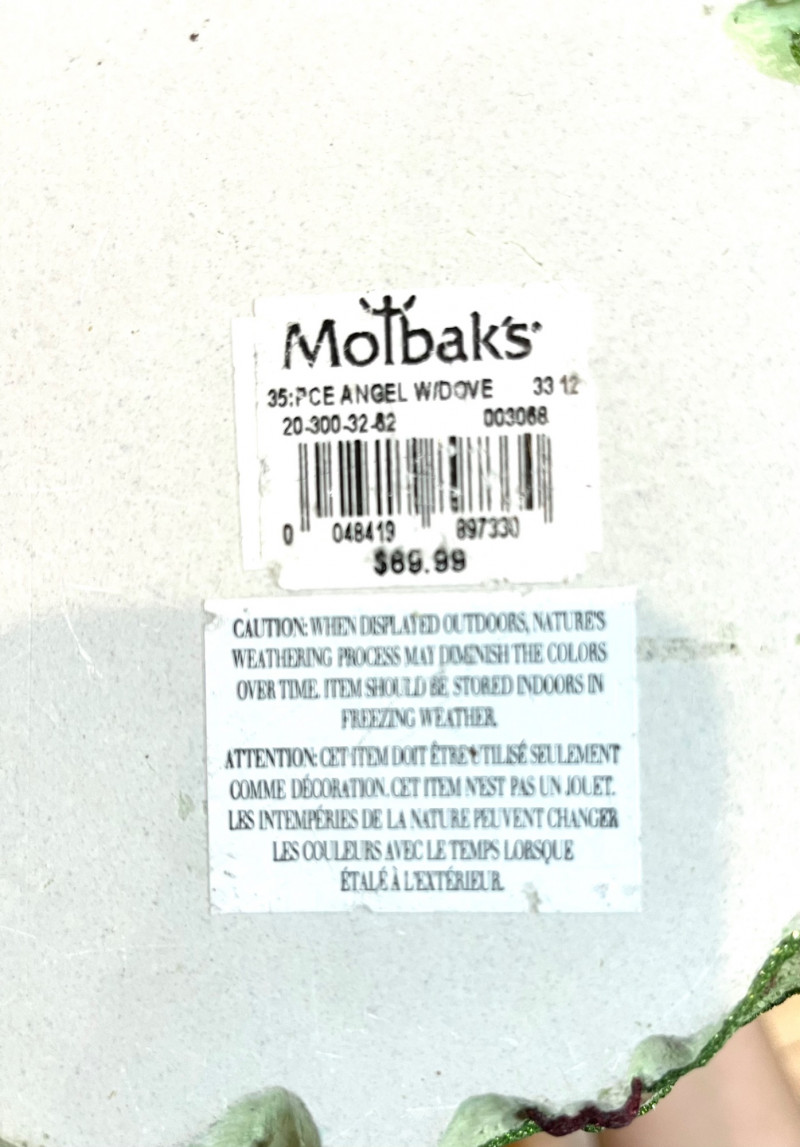 Molbak's
35:PCE ANGEL W/DOVE 33 12
20-300-32-82 003068
0 048419 897330
$69.99
CAUTION: WHEN DISPLAYED OUTDOORS, NATURE'S
WEATHERING PROCESS MAY DIMINISH THE COLORS
OVER TIME. ITEM SHOULD BE STORED INDOORS IN
FREEZING WEATHER.
ATTENTION: CET ITEM DOIT ÊTRE UTILISÉ SEULEMENT
COMME DÉCORATION. CET ITEM N'EST PAS UN JOUET.
LES INTEMPÉRIES DE LA NATURE PEUVENT CHANGER
LES COULEURS AVEC LE TEMPS LORSQUE
ÉTALÉ À L'EXTÉRIEUR.